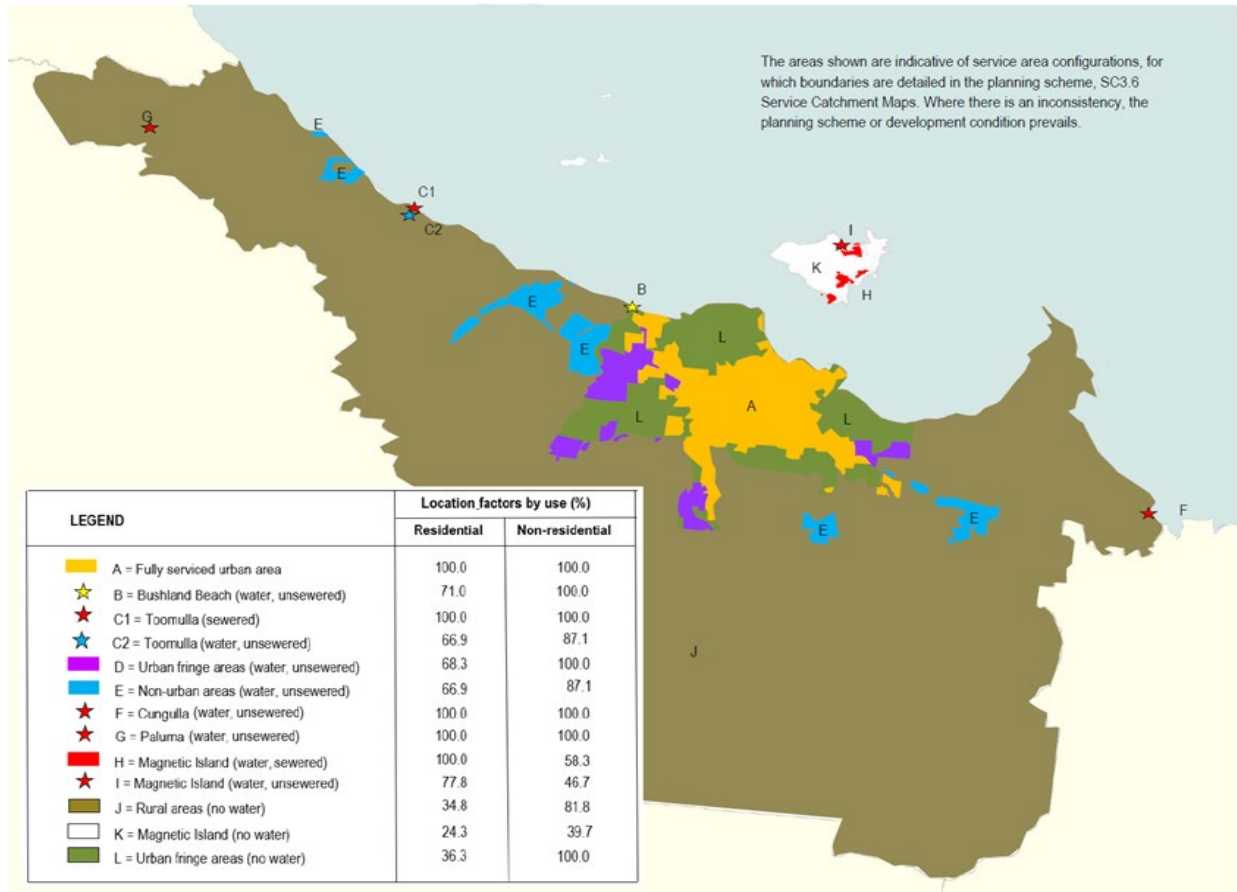 The areas shown are indicative of service area configurations, for
which boundaries are detailed in the planning scheme, SC3.6
Service Catchment Maps. Where there is an inconsistency, the
planning scheme or development condition prevails.
G
E
E
C1
C2
I
K
H
B
E
E
L
A
L
L
E
E
F
J
LEGEND
Location factors by use (%)
Residential Non-residential
A = Fully serviced urban area 100.0 100.0
B = Bushland Beach (water, unsewered) 71.0 100.0
C1 = Toomulla (sewered) 100.0 100.0
C2 = Toomulla (water, unsewered) 66.9 87.1
D = Urban fringe areas (water, unsewered) 68.3 100.0
E = Non-urban areas (water, unsewered) 66.9 87.1
F = Cungulla (water, unsewered) 100.0 100.0
G = Paluma (water, unsewered) 100.0 100.0
H = Magnetic Island (water, sewered) 100.0 58.3
I = Magnetic Island (water, unsewered) 77.8 46.7
J = Rural areas (no water) 34.8 81.8
K = Magnetic Island (no water) 24.3 39.7
L = Urban fringe areas (no water) 36.3 100.0